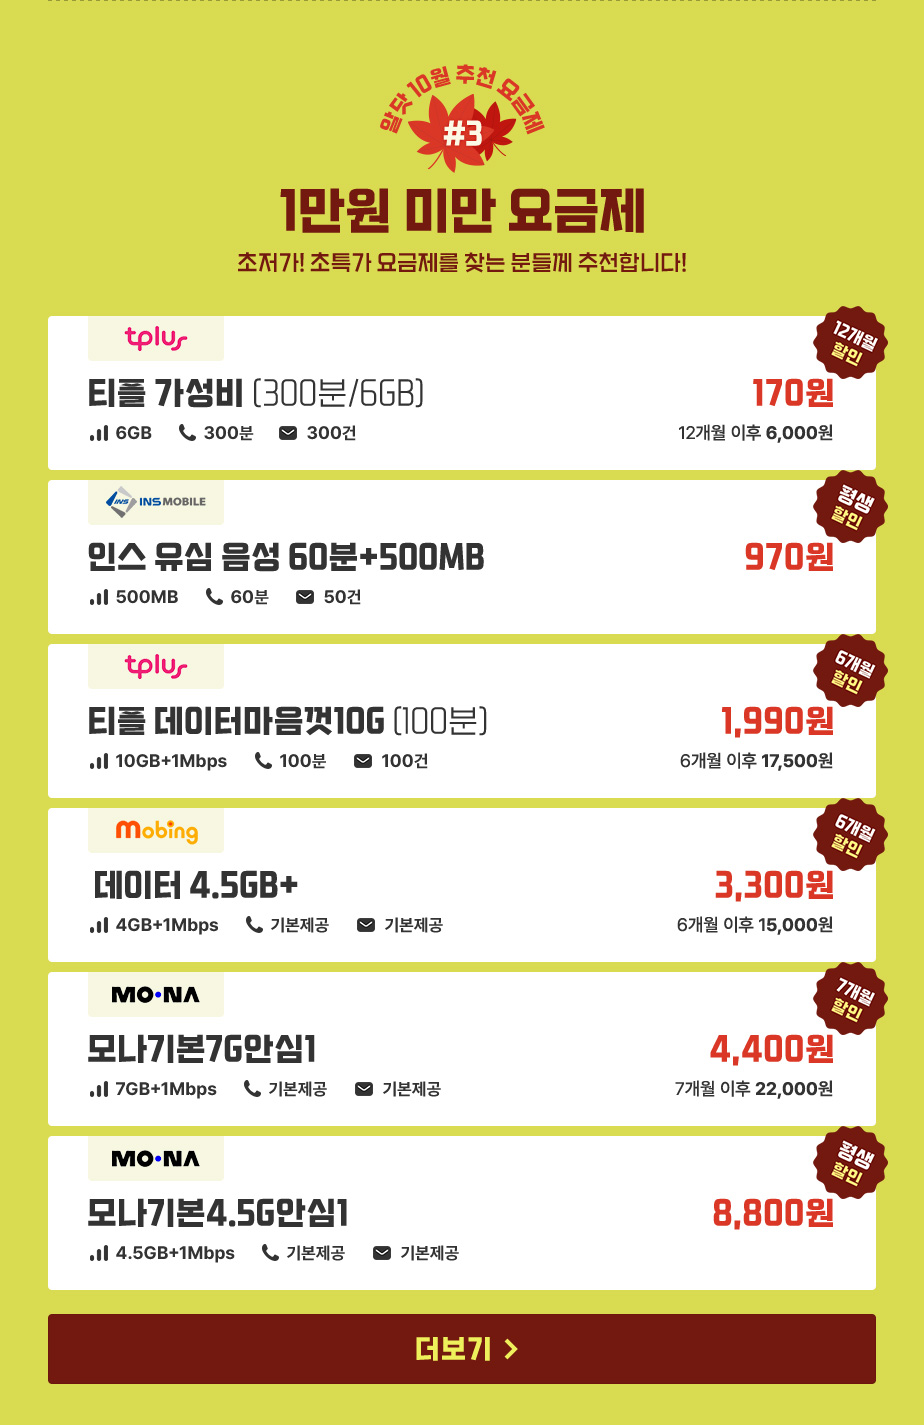 알닷 10월 추천 요금제
#3
1만원 미만 요금제
초저가! 초특가 요금제를 찾는 분들께 추천합니다!
tplus
12개월
할인
티플 가성비 (300분/6GB)
170원
6GB 300분 300건
12개월 이후 6,000원
INS INS MOBILE
평생
할인
인스 유심 음성 60분+500MB
970원
500MB 60분 50건
tplus
6개월
할인
티플 데이터마음껏10G (100분)
1,990원
10GB+1Mbps 100분 100건
6개월 이후 17,500원
Mobing
6개월
할인
데이터 4.5GB+
3,300원
4GB+1Mbps 기본제공 기본제공
6개월 이후 15,000원
MO·NA
7개월
할인
모나기본7G안심1
4,400원
7GB+1Mbps 기본제공 기본제공
7개월 이후 22,000원
MO·NA
평생
할인
모나기본4.5G안심1
8,800원
4.5GB+1Mbps 기본제공 기본제공
더보기 >